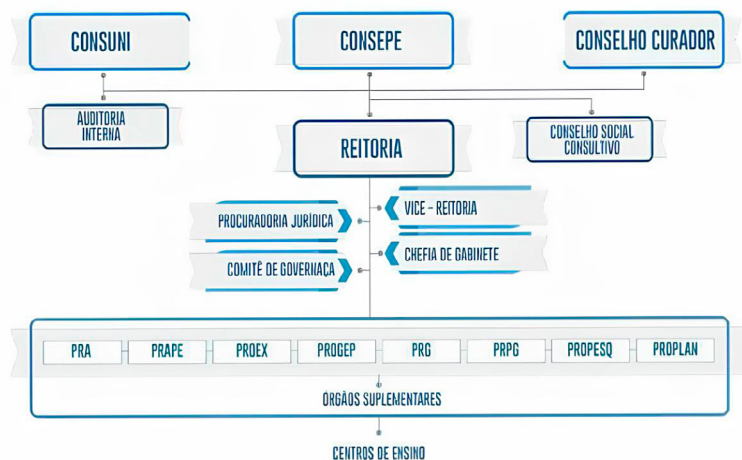 CONSUNI
CONSEPE
CONSELHO CURADOR
AUDITORIA
INTERNA
REITORIA
CONSELHO SOCIAL
CONSULTIVO
PROCURADORIA JURÍDICA
VICE - REITORIA
COMITÊ DE GOVERNAÇA
CHEFIA DE GABINETE
PRA
PRAPE
PROEX
PROGEP
PRG
PRPG
PROPESQ
PROPLAN
ÓRGÃOS SUPLEMENTARES
CENTROS DE ENSINO